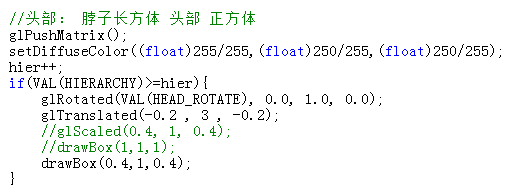 //头部： 脖子长方体 头部 正方体
glPushMatrix();
setDiffuseColor((float)255/255,(float)250/255,(float)250/255);
hier++;
if(VAL(HIERARCHY)>=hier){
    glRotated(VAL(HEAD_ROTATE), 0.0, 1.0, 0.0);
    glTranslated(-0.2 , 3 , -0.2);
    //glScaled(0.4, 1, 0.4);
    //drawBox(1,1,1);
    drawBox(0.4,1,0.4);
}